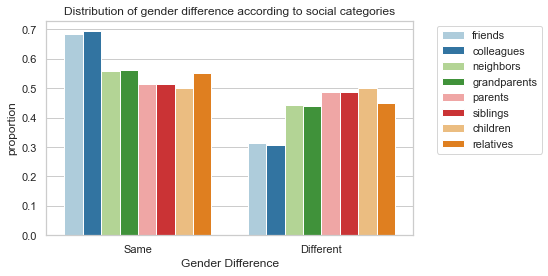 Distribution of gender difference according to social categories
proportion
0.7
0.6
0.5
0.4
0.3
0.2
0.1
0.0
Same
Different
Gender Difference
friends
colleagues
neighbors
grandparents
parents
siblings
children
relatives